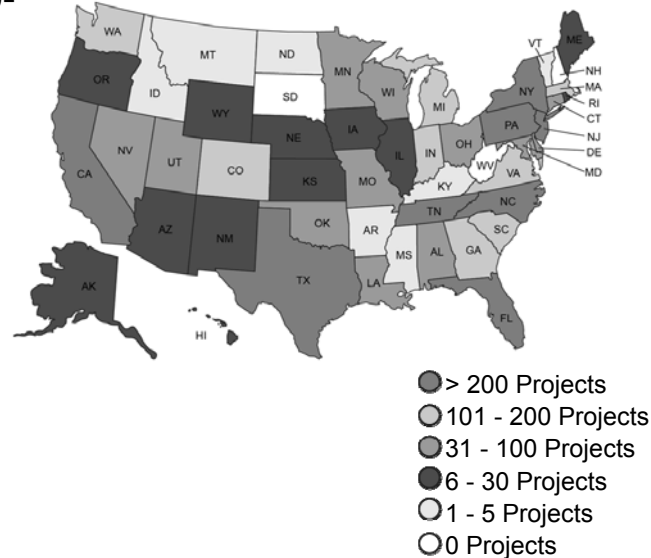 WA
MT
ND
MN
VT
ME
OR
ID
SD
WI
MI
NY
NH
MA
RI
CT
WY
IA
NE
PA
NJ
NV
UT
CO
IL
IN
OH
DE
MD
WV
VA
CA
KS
MO
KY
NC
AZ
NM
OK
AR
TN
SC
MS
AL
GA
TX
LA
FL
AK
HI
> 200 Projects
101 - 200 Projects
31 - 100 Projects
6 - 30 Projects
1 - 5 Projects
0 Projects